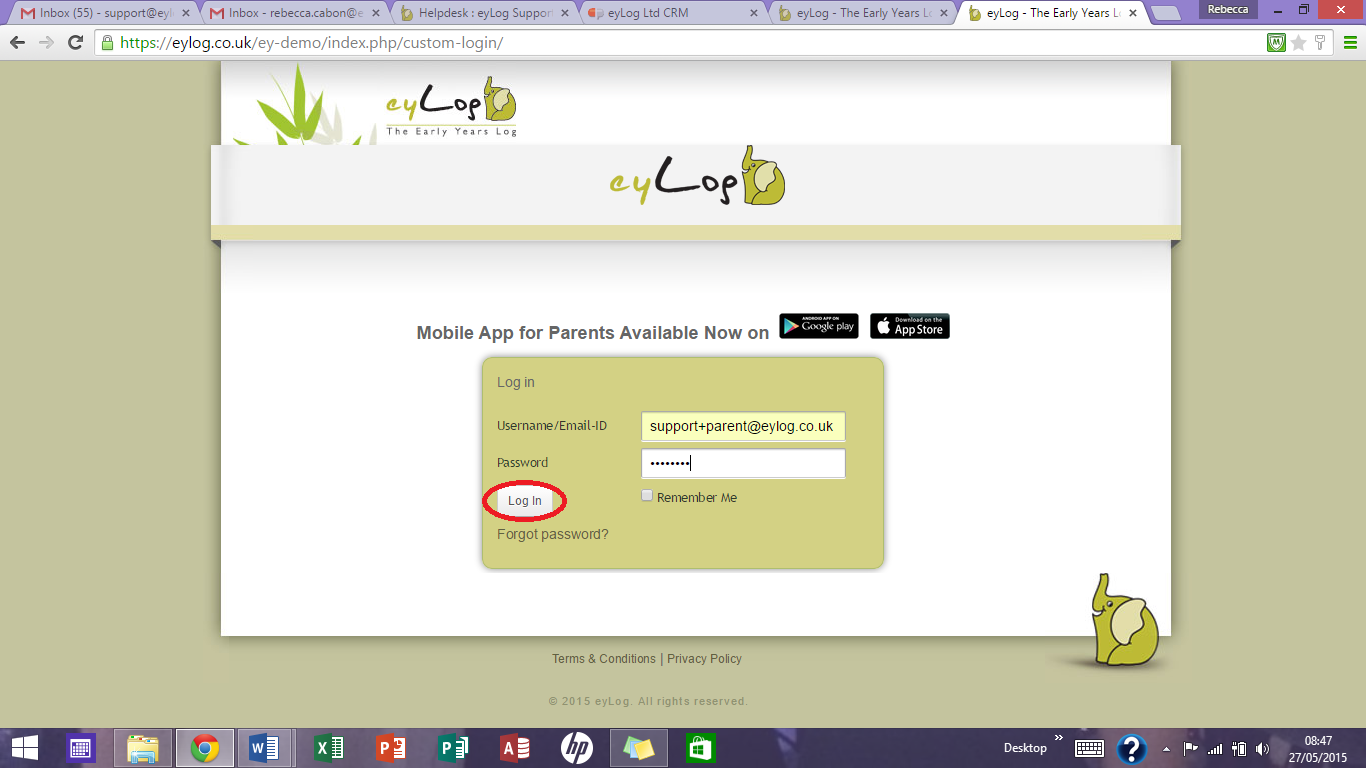 Inbox (55) - support@eyl
Inbox - rebecca.cabon@e
Helpdesk : eyLog Suppor
eyLog Ltd CRM
eyLog - The Early Years Lo
eyLog - The Early Years Lo
Rebecca
https://eylog.co.uk/ey-demo/index.php/custom-login/
eyLog
The Early Years Log
eyLog
Mobile App for Parents Available Now on
ANDROID APP ON
Google play
Download on the
App Store
Log in
Username/Email-ID
support+parent@eylog.co.uk
Password
••••••••
Log In
Remember Me
Forgot password?
Terms & Conditions | Privacy Policy
© 2015 eyLog. All rights reserved.
Desktop
08:47
27/05/2015